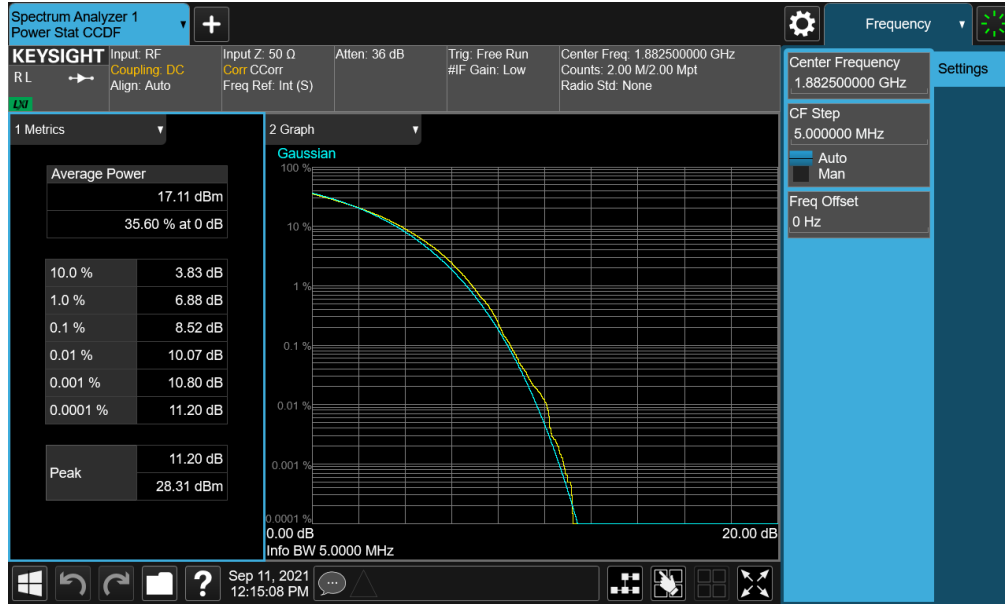 Spectrum Analyzer 1
Power Stat CCDF
+
Frequency
KEYSIGHT
R L
LXI
Input: RF
Coupling: DC
Align: Auto
Input Z: 50 Ω
Corr CCorr
Freq Ref: Int (S)
Atten: 36 dB
Trig: Free Run
#IF Gain: Low
Center Freq: 1.882500000 GHz
Counts: 2.00 M/2.00 Mpt
Radio Std: None
Center Frequency
1.882500000 GHz
Settings
CF Step
5.000000 MHz
Auto
Man
Freq Offset
0 Hz
1 Metrics
Average Power
17.11 dBm
35.60 % at 0 dB
10.0 % 3.83 dB
1.0 % 6.88 dB
0.1 % 8.52 dB
0.01 % 10.07 dB
0.001 % 10.80 dB
0.0001 % 11.20 dB
Peak
11.20 dB
28.31 dBm
2 Graph
Gaussian
100 %
10 %
1 %
0.1 %
0.01 %
0.001 %
0.0001 %
0.00 dB 20.00 dB
Info BW 5.0000 MHz
?
Sep 11, 2021
12:15:08 PM